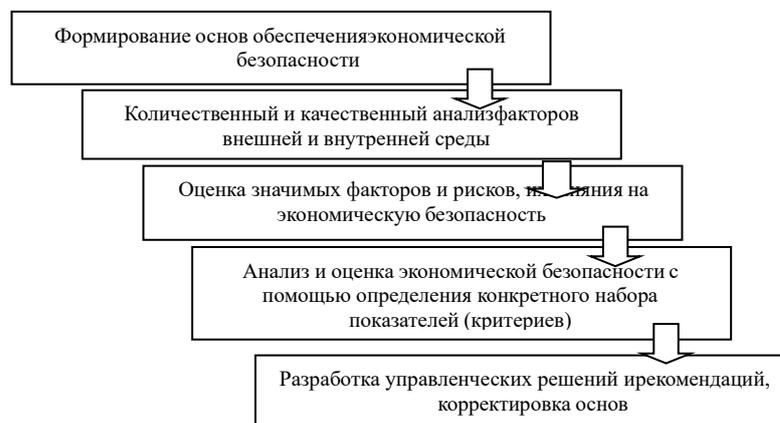 Формирование основ обеспеченияэкономической
безопасности
Количественный и качественный анализфакторов
внешней и внутренней среды
Оценка значимых факторов и рисков, на
экономическую безопасность
Анализ и оценка экономической безопасности с
помощью определения конкретного набора
показателей (критериев)
Разработка управленческих решений ирекомендаций,
корректировка основ